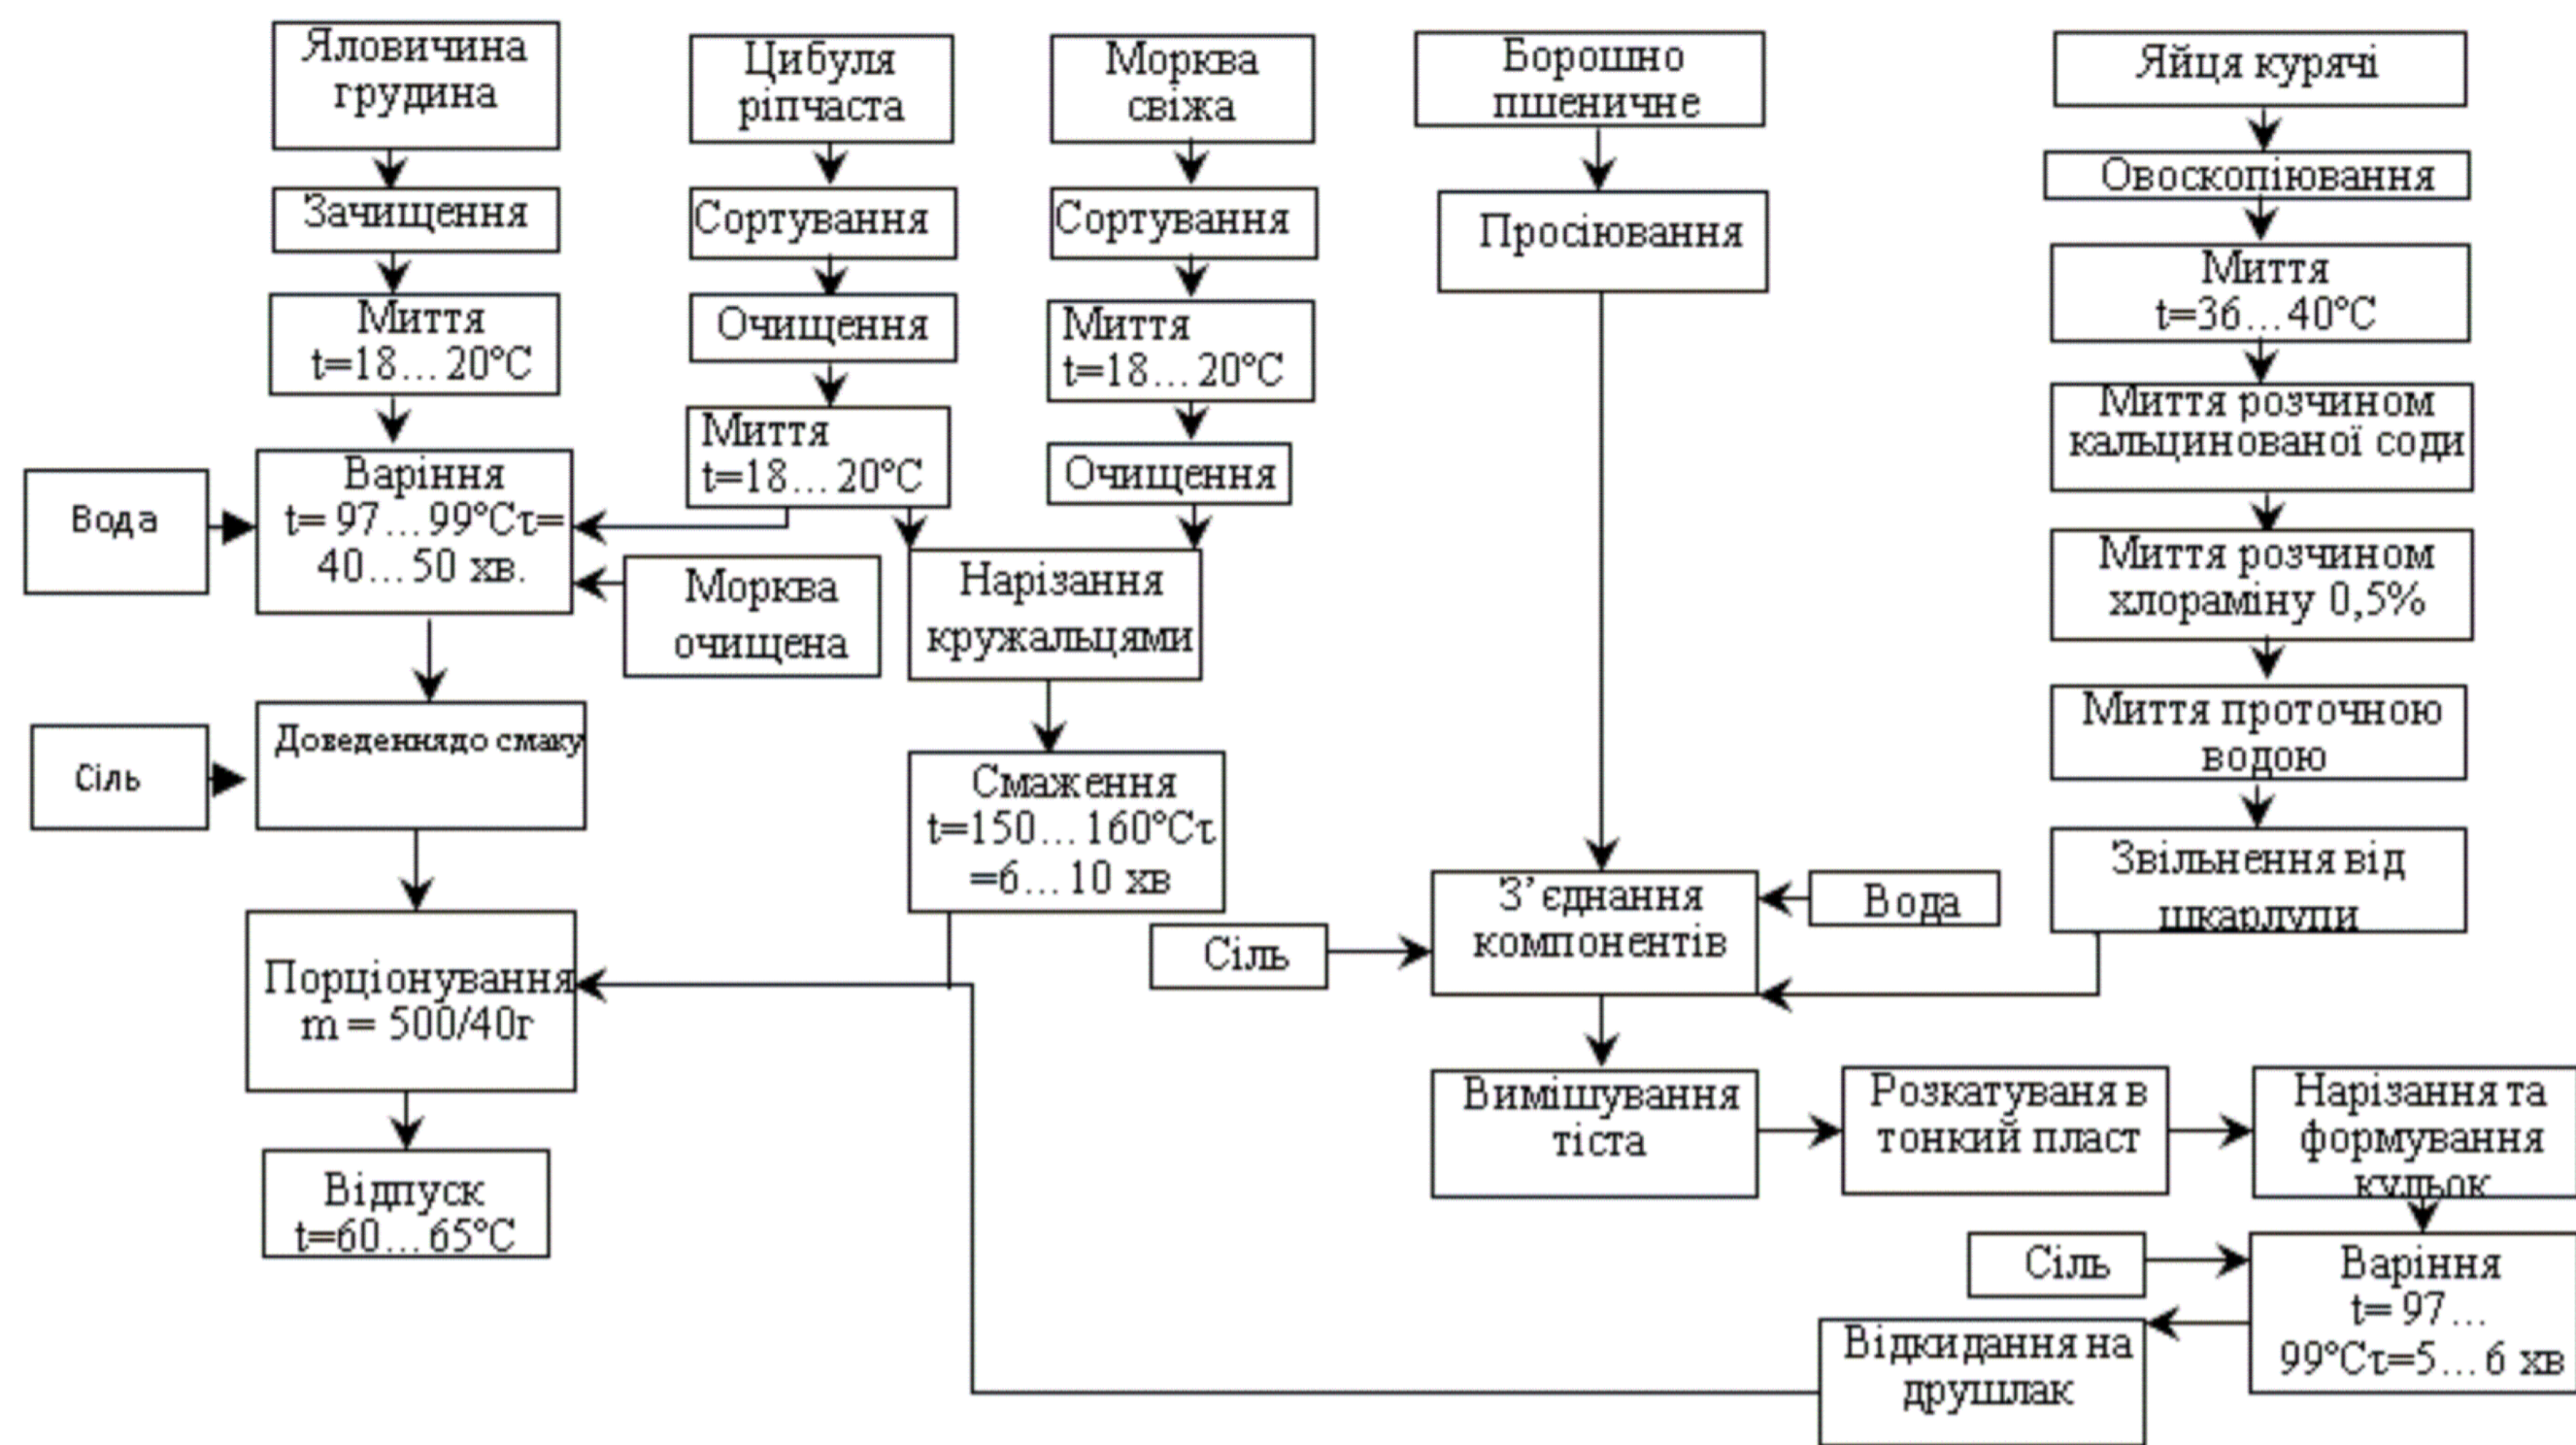 Яловичина
грудина
Зачищення
Миття
t=18...20°C
Варіння
t= 97...99°Cτ=
40...50 хв.
Вода
Морква
очищена
Доведеннядо смаку
Сіль
Порціонування
m = 500/40г
Відпуск
t=60...65°C
Цибуля
ріпчаста
Сортування
Очищення
Миття
t=18...20°C
Морква
свіжа
Сортування
Миття
t=18...20°C
Очищення
Нарізання
кружальцями
Смаження
t=150...160°Cτ
=6...10 хв
Борошно
пшеничне
Просіювання
З’єднання
компонентів
Сіль
Вода
Яйця курячі
Овоскопіювання
Миття
t=36...40°C
Миття розчином
кальцинованої соди
Миття розчином
хлораміну 0,5%
Миття проточною
водою
Звільнення від
шкарлупи
Вимішування
тіста
Розкатуваня в
тонкий пласт
Нарізання та
формування
кульок
Сіль
Варіння
t= 97...
99°Cτ=5...6 хв
Відкидання на
друшлак